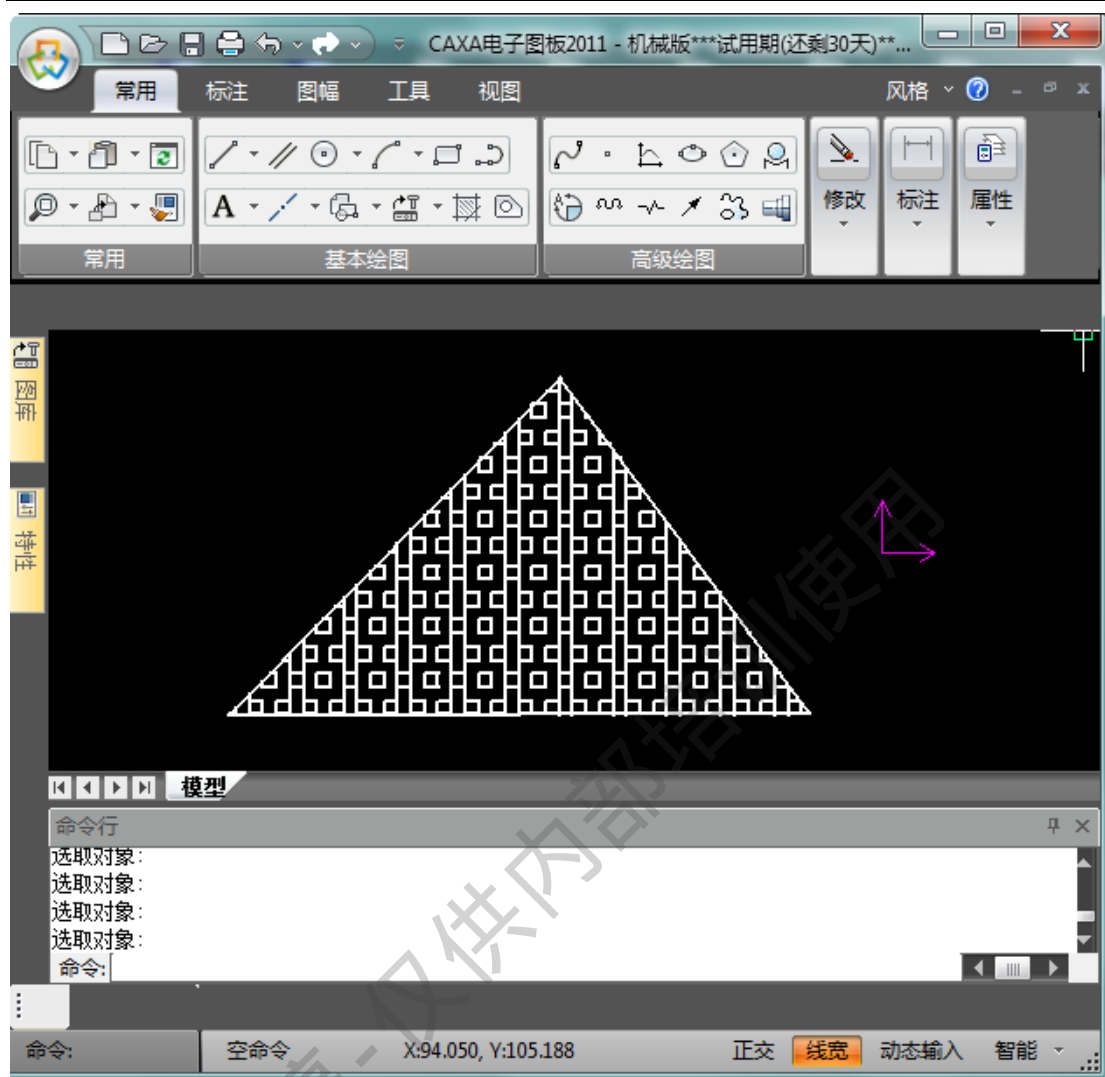 CAXA电子图板2011 - 机械版***试用期(还剩30天)**...
常用 标注 图幅 工具 视图 风格
修改 标注 属性
常用 基本绘图 高级绘图
图库
特性
模型
命令行
选取对象:
选取对象:
选取对象:
选取对象:
命令:
命令: 空命令 X:94.050, Y:105.188 正交 线宽 动态输入 智能
- 仅供内部培训使用